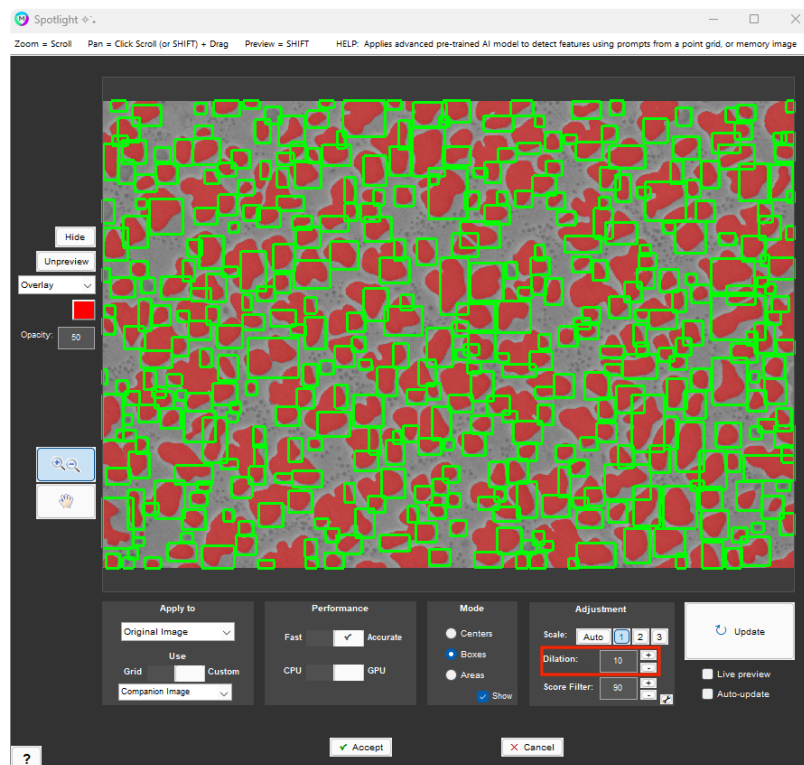 Spotlight
Zoom = Scroll Pan = Click Scroll (or SHIFT) + Drag Preview = SHIFT HELP: Applies advanced pre-trained AI model to detect features using prompts from a point grid, or memory image
Hide
Unpreview
Overlay
Opacity: 50
Apply to
Original Image
Use
Grid Custom
Companion Image
Performance
Fast Accurate
CPU GPU
Mode
Centers
Boxes
Areas
Show
Adjustment
Scale: Auto 1 2 3
Dilation: 10 + -
Score Filter: 90 + -
Update
Live preview
Auto-update
Accept Cancel
?